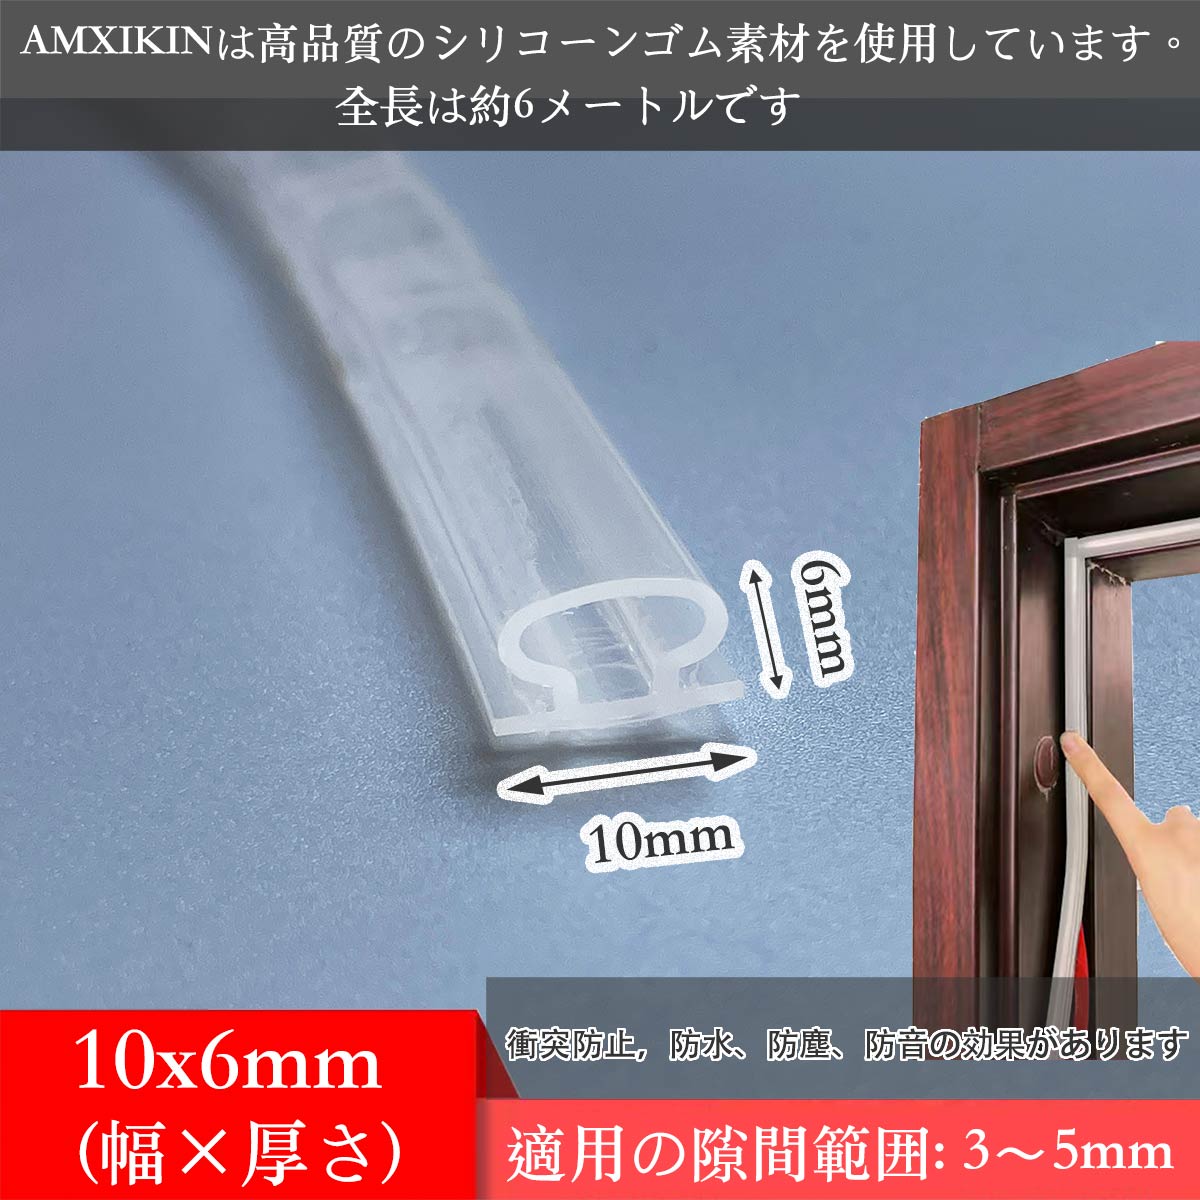 AMXIKINは高品質のシリコーンゴム素材を使用しています。
全長は約6メートルです
6mm
10mm
衝突防止，防水、防塵、防音の効果があります
10x6mm
(幅×厚さ)
適用の隙間範囲: 3～5mm